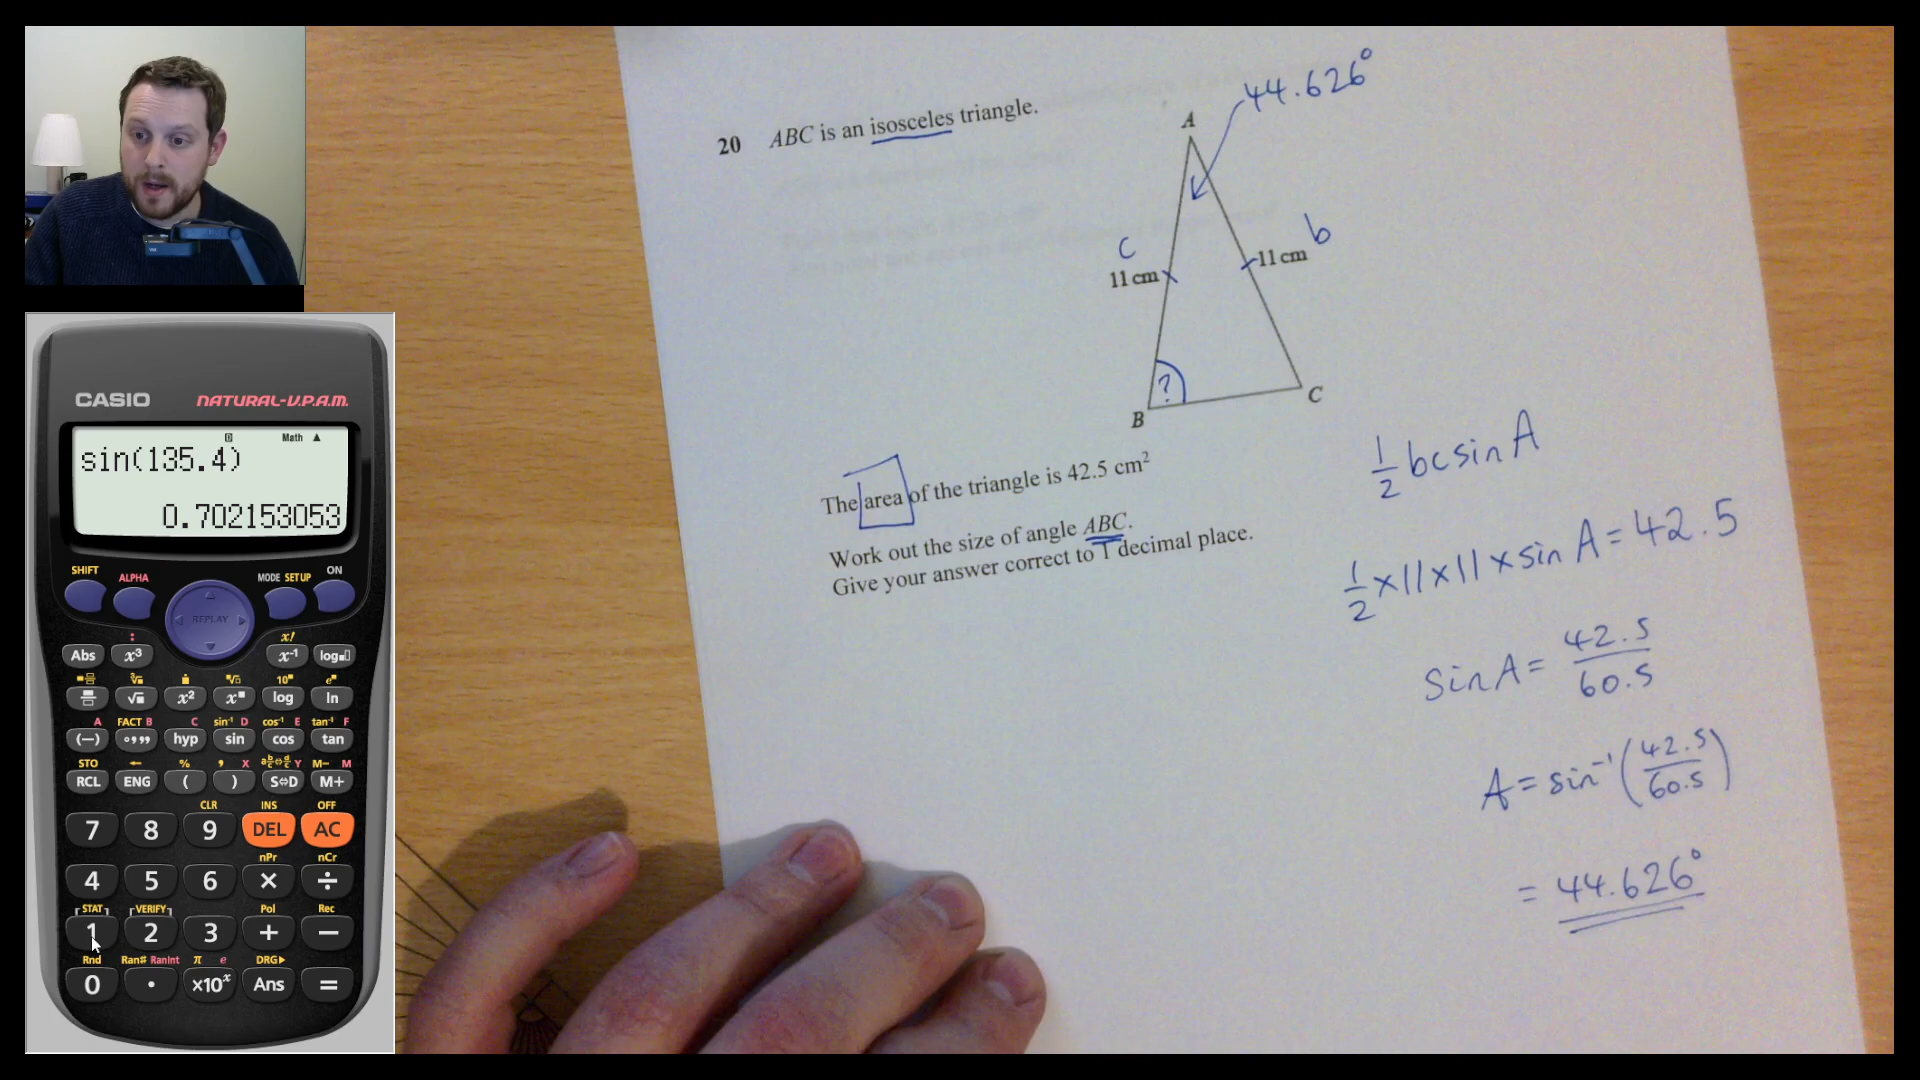 20 ABC is an isosceles triangle.
44.626°
A
c
b
11 cm
11 cm
?
B
C
The area of the triangle is 42.5 cm²
Work out the size of angle ABC.
Give your answer correct to 1 decimal place.
1/2 bc sin A
1/2 × 11 × 11 × sin A = 42.5
sin A = 42.5/60.5
A = sin⁻¹(42.5/60.5)
= 44.626°
CASIO NATURAL-V.P.A.M.
D Math ▲
sin(135.4)
0.702153053
SHIFT ALPHA MODE SETUP ON
REPLAY
: x!
Abs x³ x⁻¹ log
10 e
√ x² x log ln
A FACT B C sin⁻¹ D cos⁻¹ E tan⁻¹ F
(−) °,,, hyp sin cos tan
STO ← % , X Y M− M
RCL ENG ( ) S⇔D M+
CLR INS OFF
7 8 9 DEL AC
nPr nCr
4 5 6 × ÷
STAT VERIFY Pol Rec
1 2 3 + −
Rnd Ran# RanInt π e DRG▶
0 . ×10ˣ Ans =